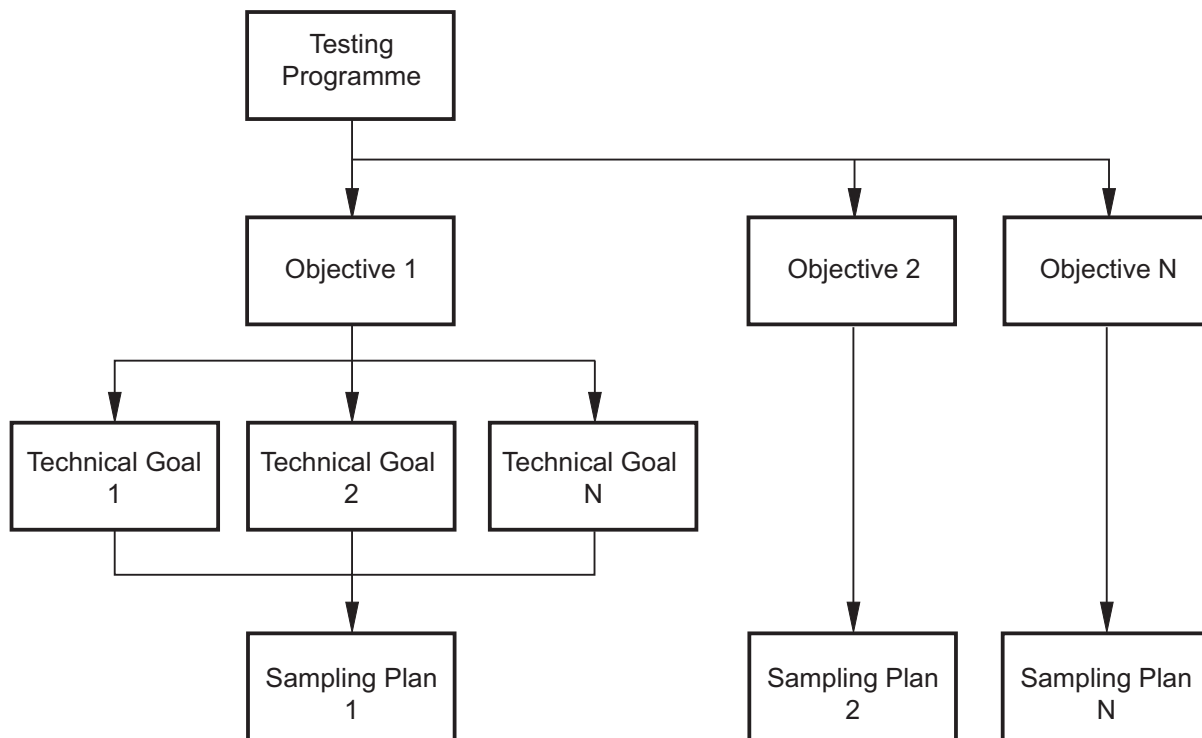 Testing
Programme
Objective 1
Objective 2
Objective N
Technical Goal
1
Technical Goal
2
Technical Goal
N
Sampling Plan
1
Sampling Plan
2
Sampling Plan
N